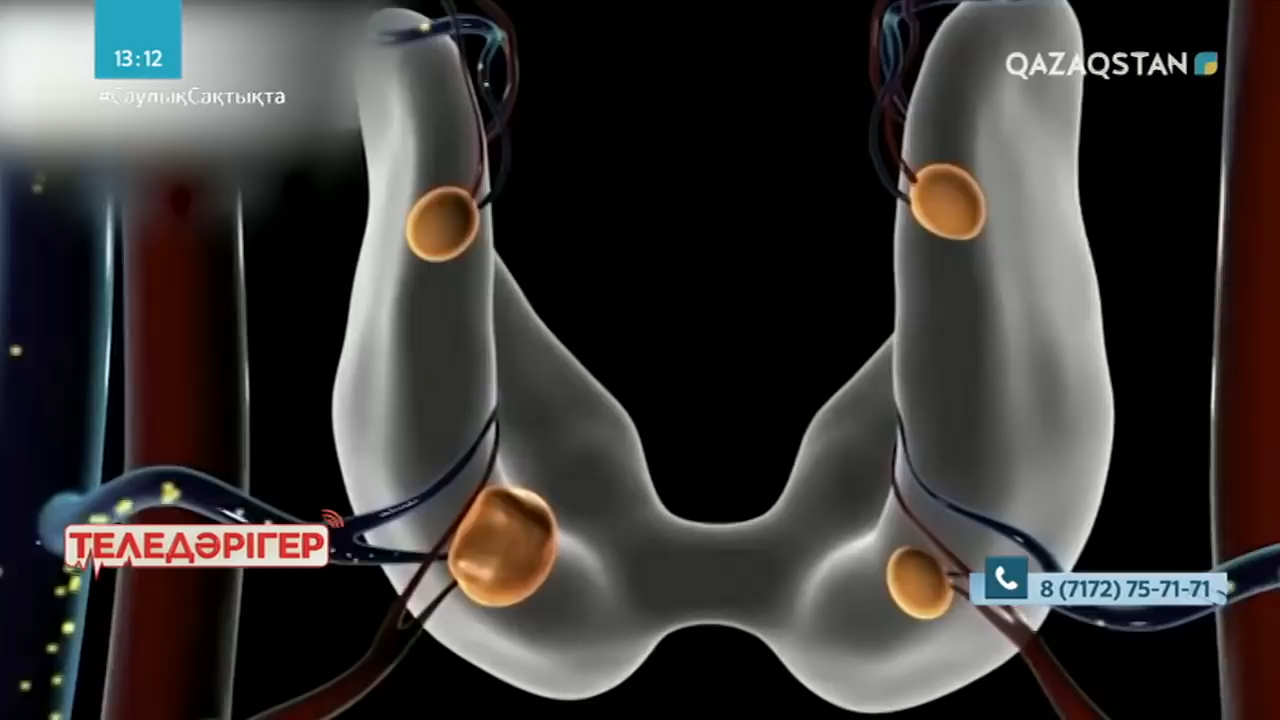 13:12
#СаулықСақтықта
QAZAQSTAN
ТЕЛЕДӘРІГЕР
8 (7172) 75-71-71